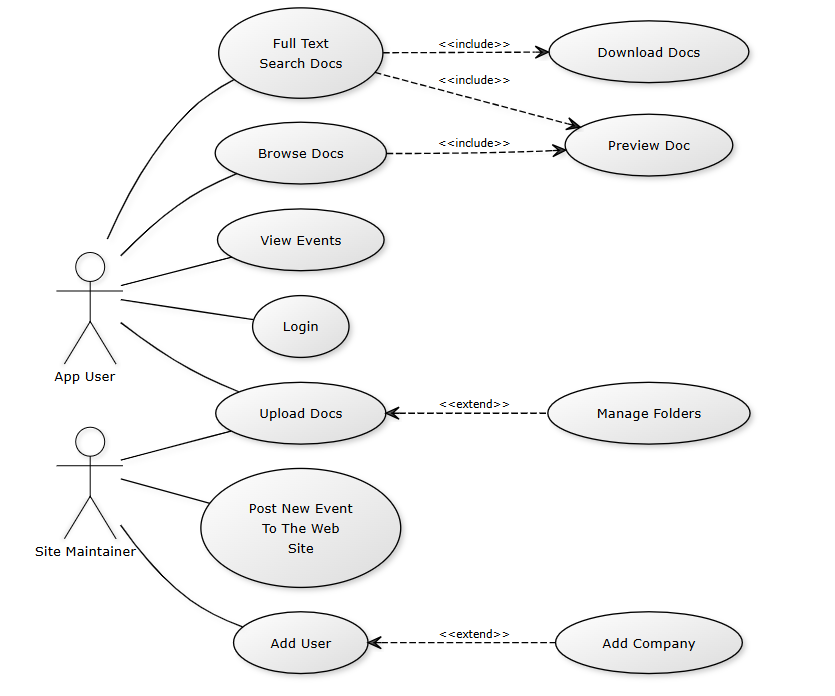 Full Text
Search Docs
<<include>>
Download Docs
<<include>>
Browse Docs
<<include>>
Preview Doc
View Events
Login
App User
Upload Docs
<<extend>>
Manage Folders
Post New Event
To The Web
Site
Site Maintainer
Add User
<<extend>>
Add Company